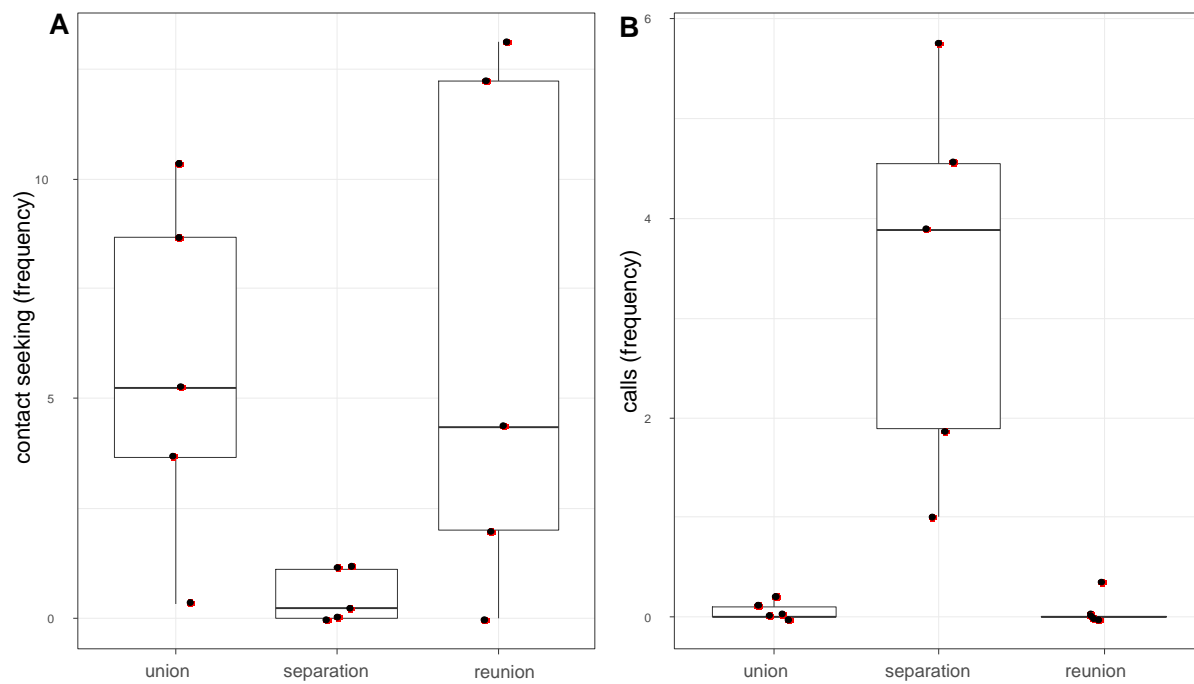 A
contact seeking (frequency)
10
5
0
union separation reunion
B
calls (frequency)
6
4
2
0
union separation reunion